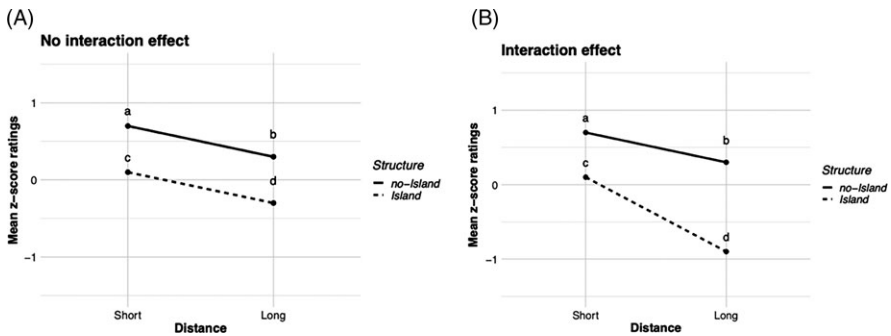 (A)
No interaction effect
Mean z-score ratings
1
0
−1
a
b
c
d
Short
Long
Distance
Structure
no-Island
Island
(B)
Interaction effect
Mean z-score ratings
1
0
−1
a
b
c
d
Short
Long
Distance
Structure
no-Island
Island